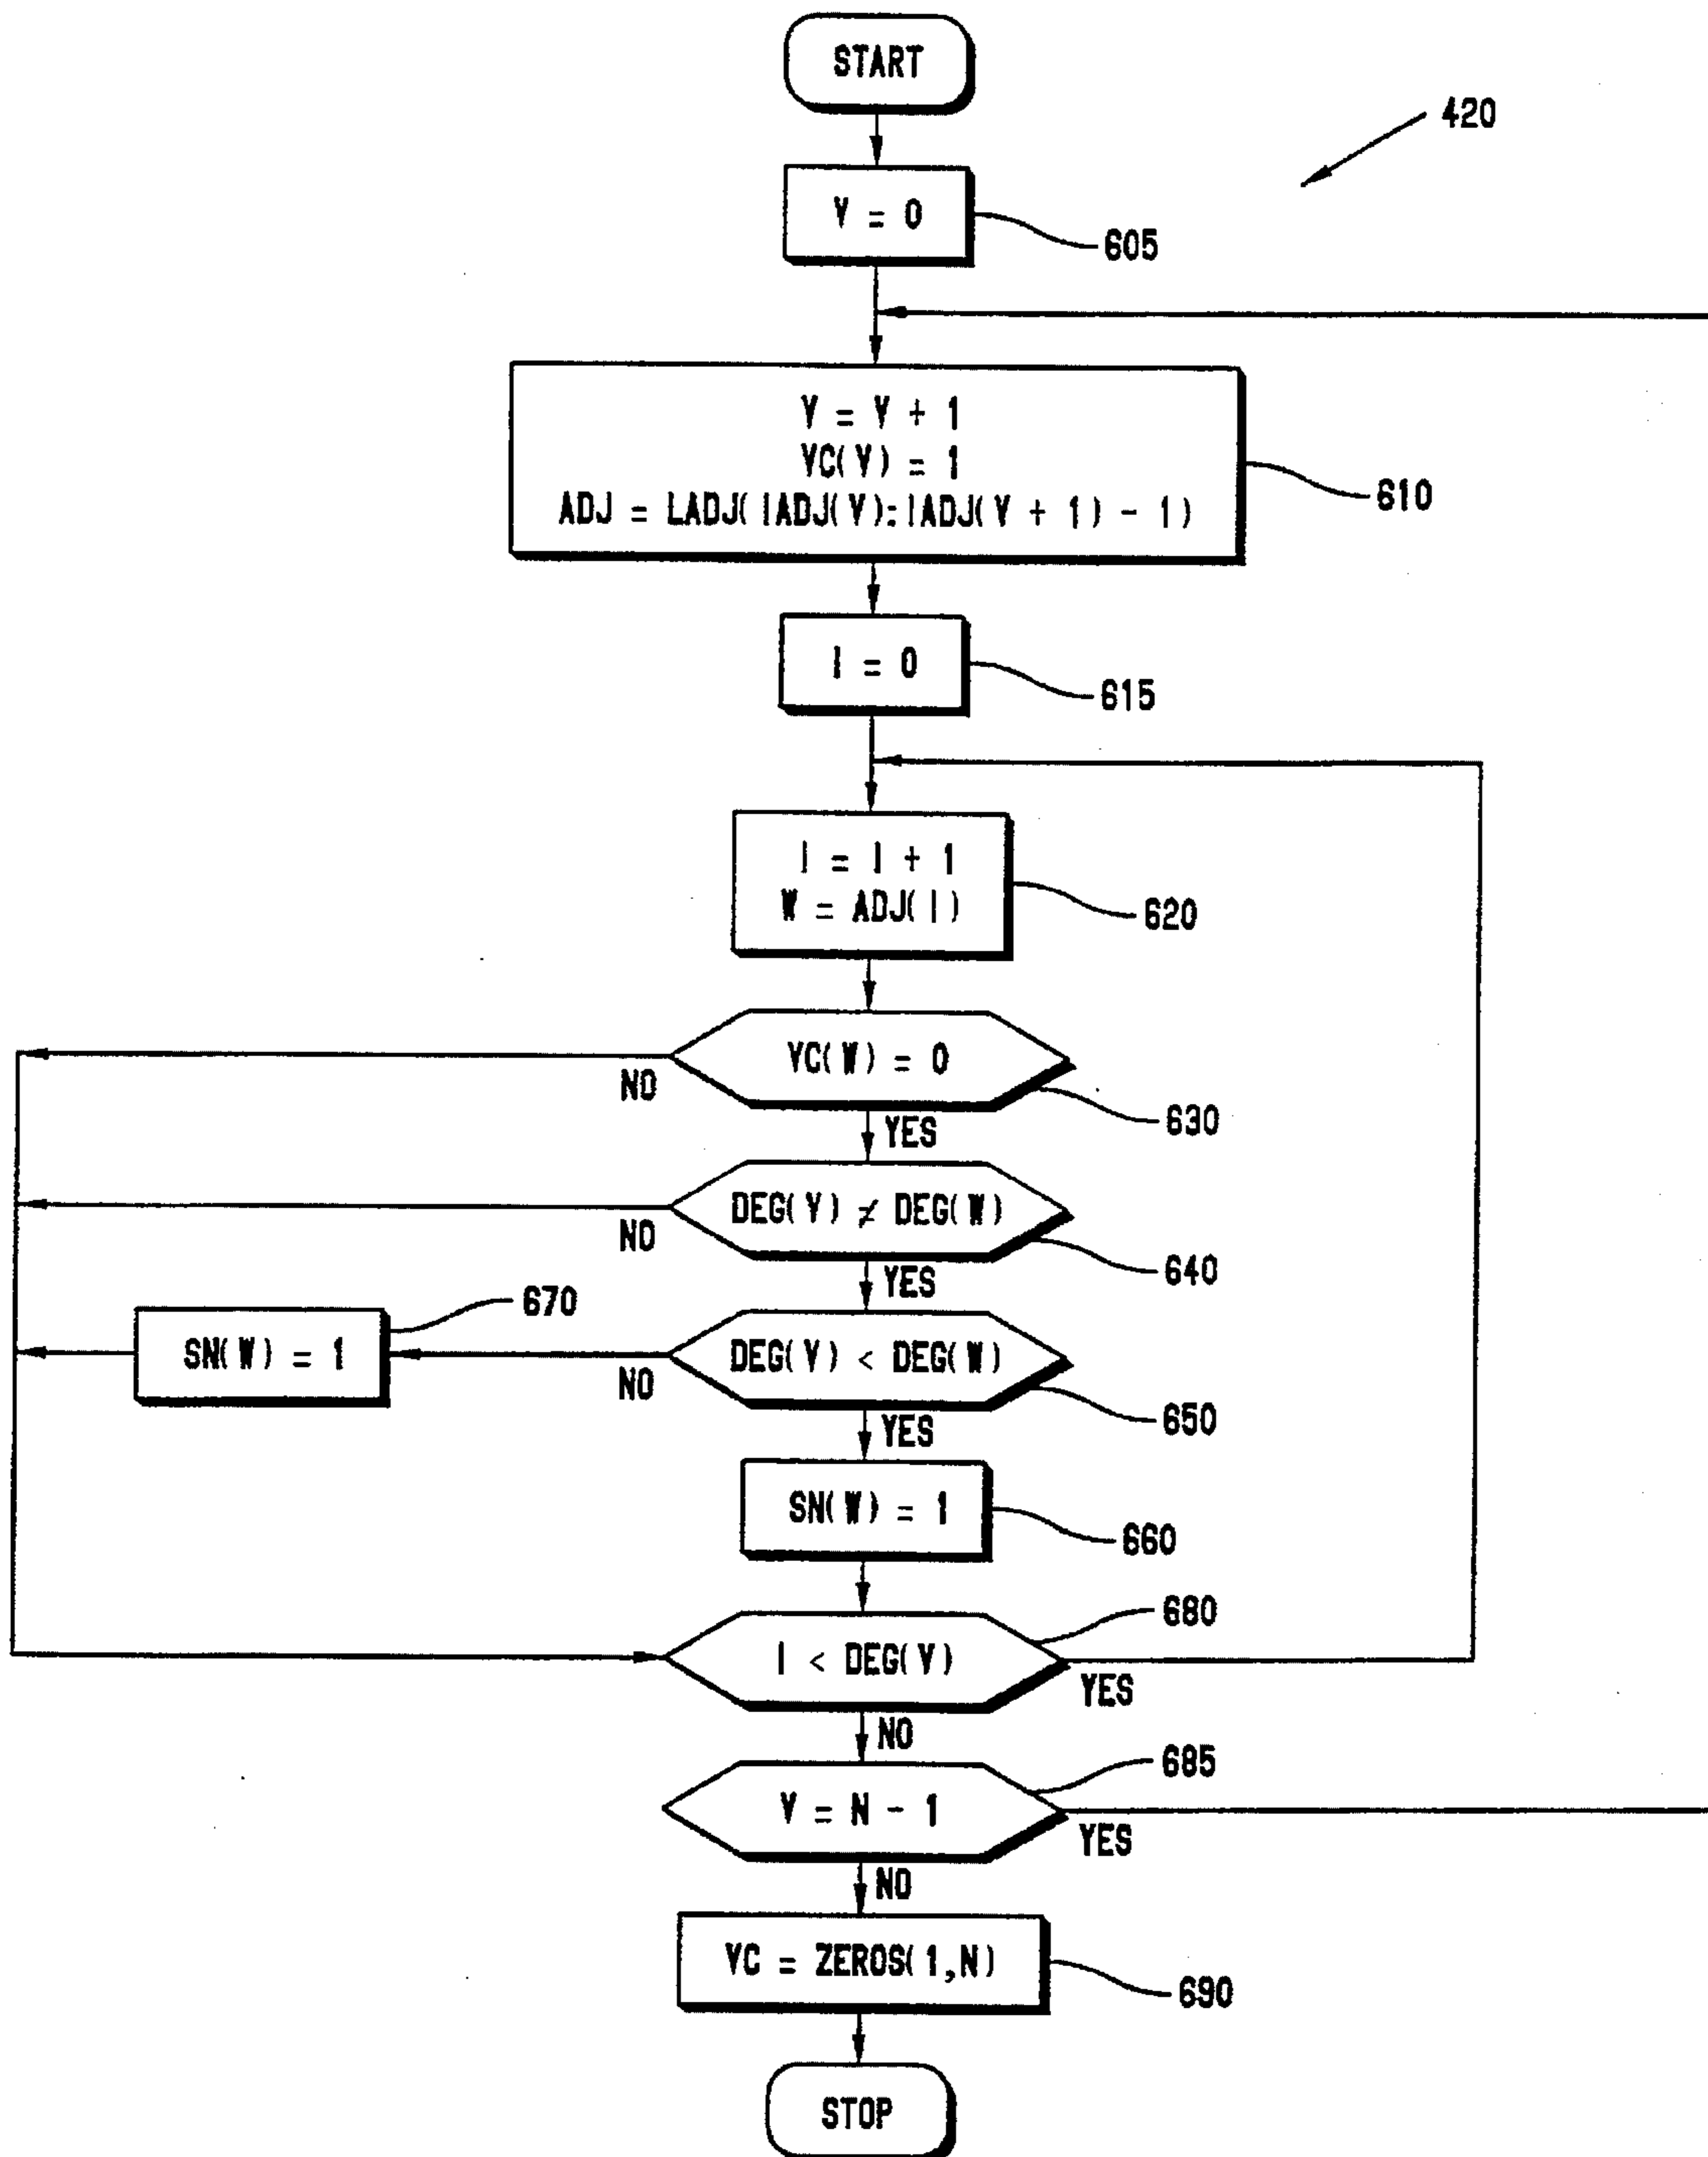 START
420
V = 0
605
V = V + 1
VC(V) = 1
ADJ = LADJ(IADJ(V):IADJ(V + 1) - 1)
610
I = 0
615
I = I + 1
W = ADJ(I)
620
VC(W) = 0
NO
630
YES
DEG(V) ≠ DEG(W)
NO
640
YES
670
SN(W) = 1
DEG(V) < DEG(W)
NO
650
YES
SN(W) = 1
660
680
I < DEG(V)
YES
NO
685
V = N - 1
YES
NO
VC = ZEROS(1,N)
690
STOP